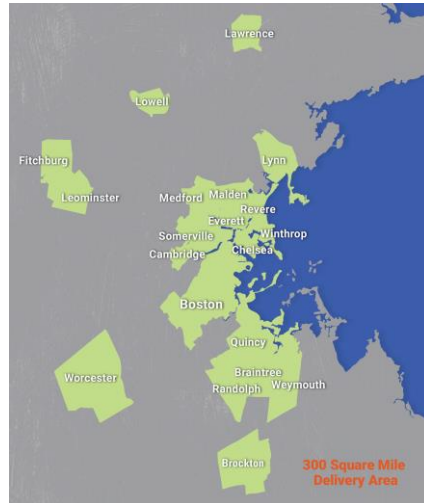 Lawrence
Lowell
Fitchburg
Lynn
Leominster
Medford
Malden
Revere
Everett
Somerville
Winthrop
Chelsea
Cambridge
Boston
Quincy
Braintree
Worcester
Randolph
Weymouth
Brockton
300 Square Mile
Delivery Area